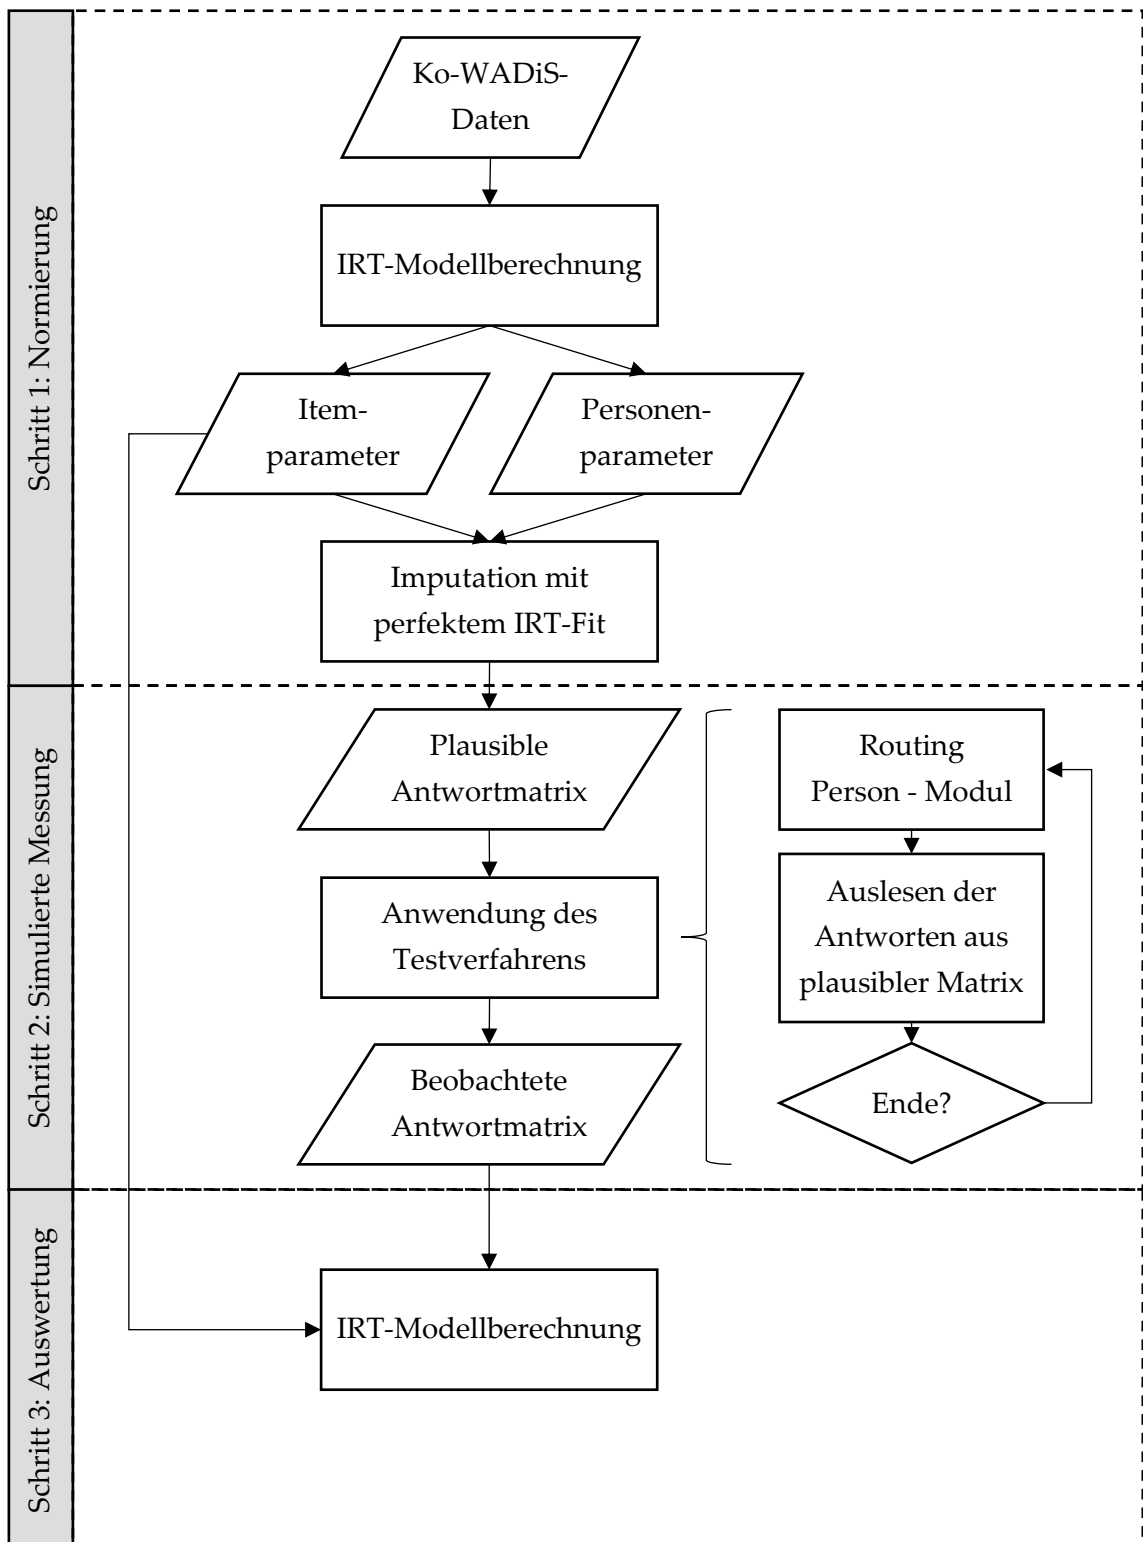 Schritt 1: Normierung
Ko-WADiS-
Daten
IRT-Modellberechnung
Item-
parameter
Personen-
parameter
Imputation mit
perfektem IRT-Fit
Schritt 2: Simulierte Messung
Plausible
Antwortmatrix
Anwendung des
Testverfahrens
Beobachtete
Antwortmatrix
Routing
Person - Modul
Auslesen der
Antworten aus
plausibler Matrix
Ende?
Schritt 3: Auswertung
IRT-Modellberechnung